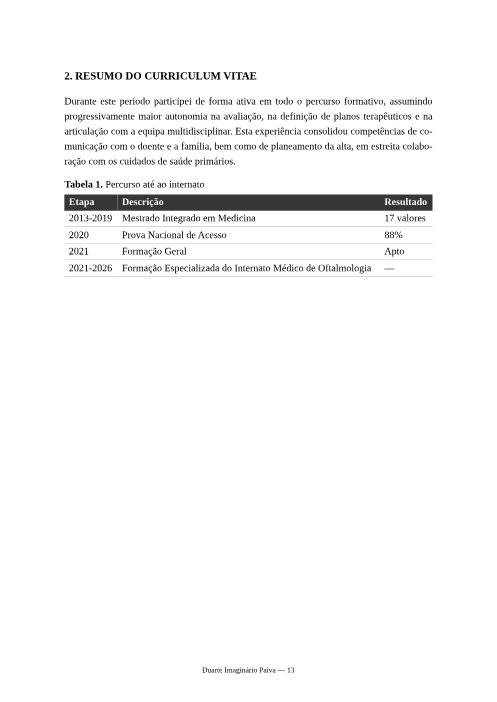 2. RESUMO DO CURRICULUM VITAE
Durante este período participei de forma ativa em todo o percurso formativo, assumindo
progressivamente maior autonomia na avaliação, na definição de planos terapêuticos e na
articulação com a equipa multidisciplinar. Esta experiência consolidou competências de co-
municação com o doente e a família, bem como de planeamento da alta, em estreita colabo-
ração com os cuidados de saúde primários.
Tabela 1. Percurso até ao internato
Etapa Descrição Resultado
2013-2019 Mestrado Integrado em Medicina 17 valores
2020 Prova Nacional de Acesso 88%
2021 Formação Geral Apto
2021-2026 Formação Especializada do Internato Médico de Oftalmologia —
Duarte Imaginário Paiva — 13